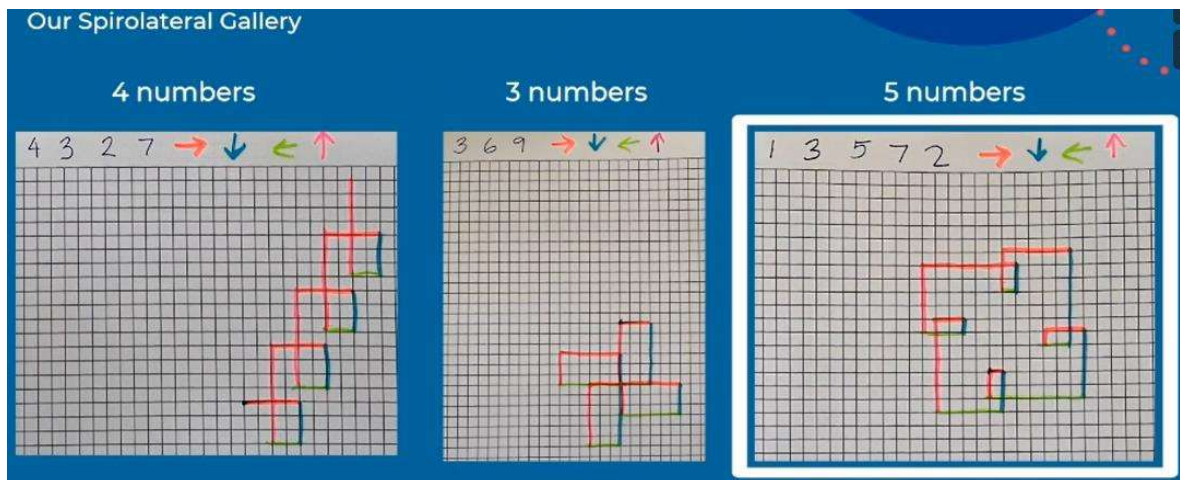 Our Spirolateral Gallery
4 numbers
3 numbers
5 numbers
4 3 2 7 → ↓ ← ↑
3 6 9 → ↓ ← ↑
1 3 5 7 2 → ↓ ← ↑